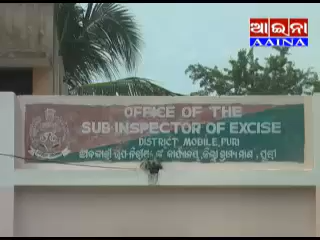 ଆଇନା
AAINA
OFFICE OF THE
SUB INSPECTOR OF EXCISE
DISTRICT MOBILE, PURI
ପୁରୀ